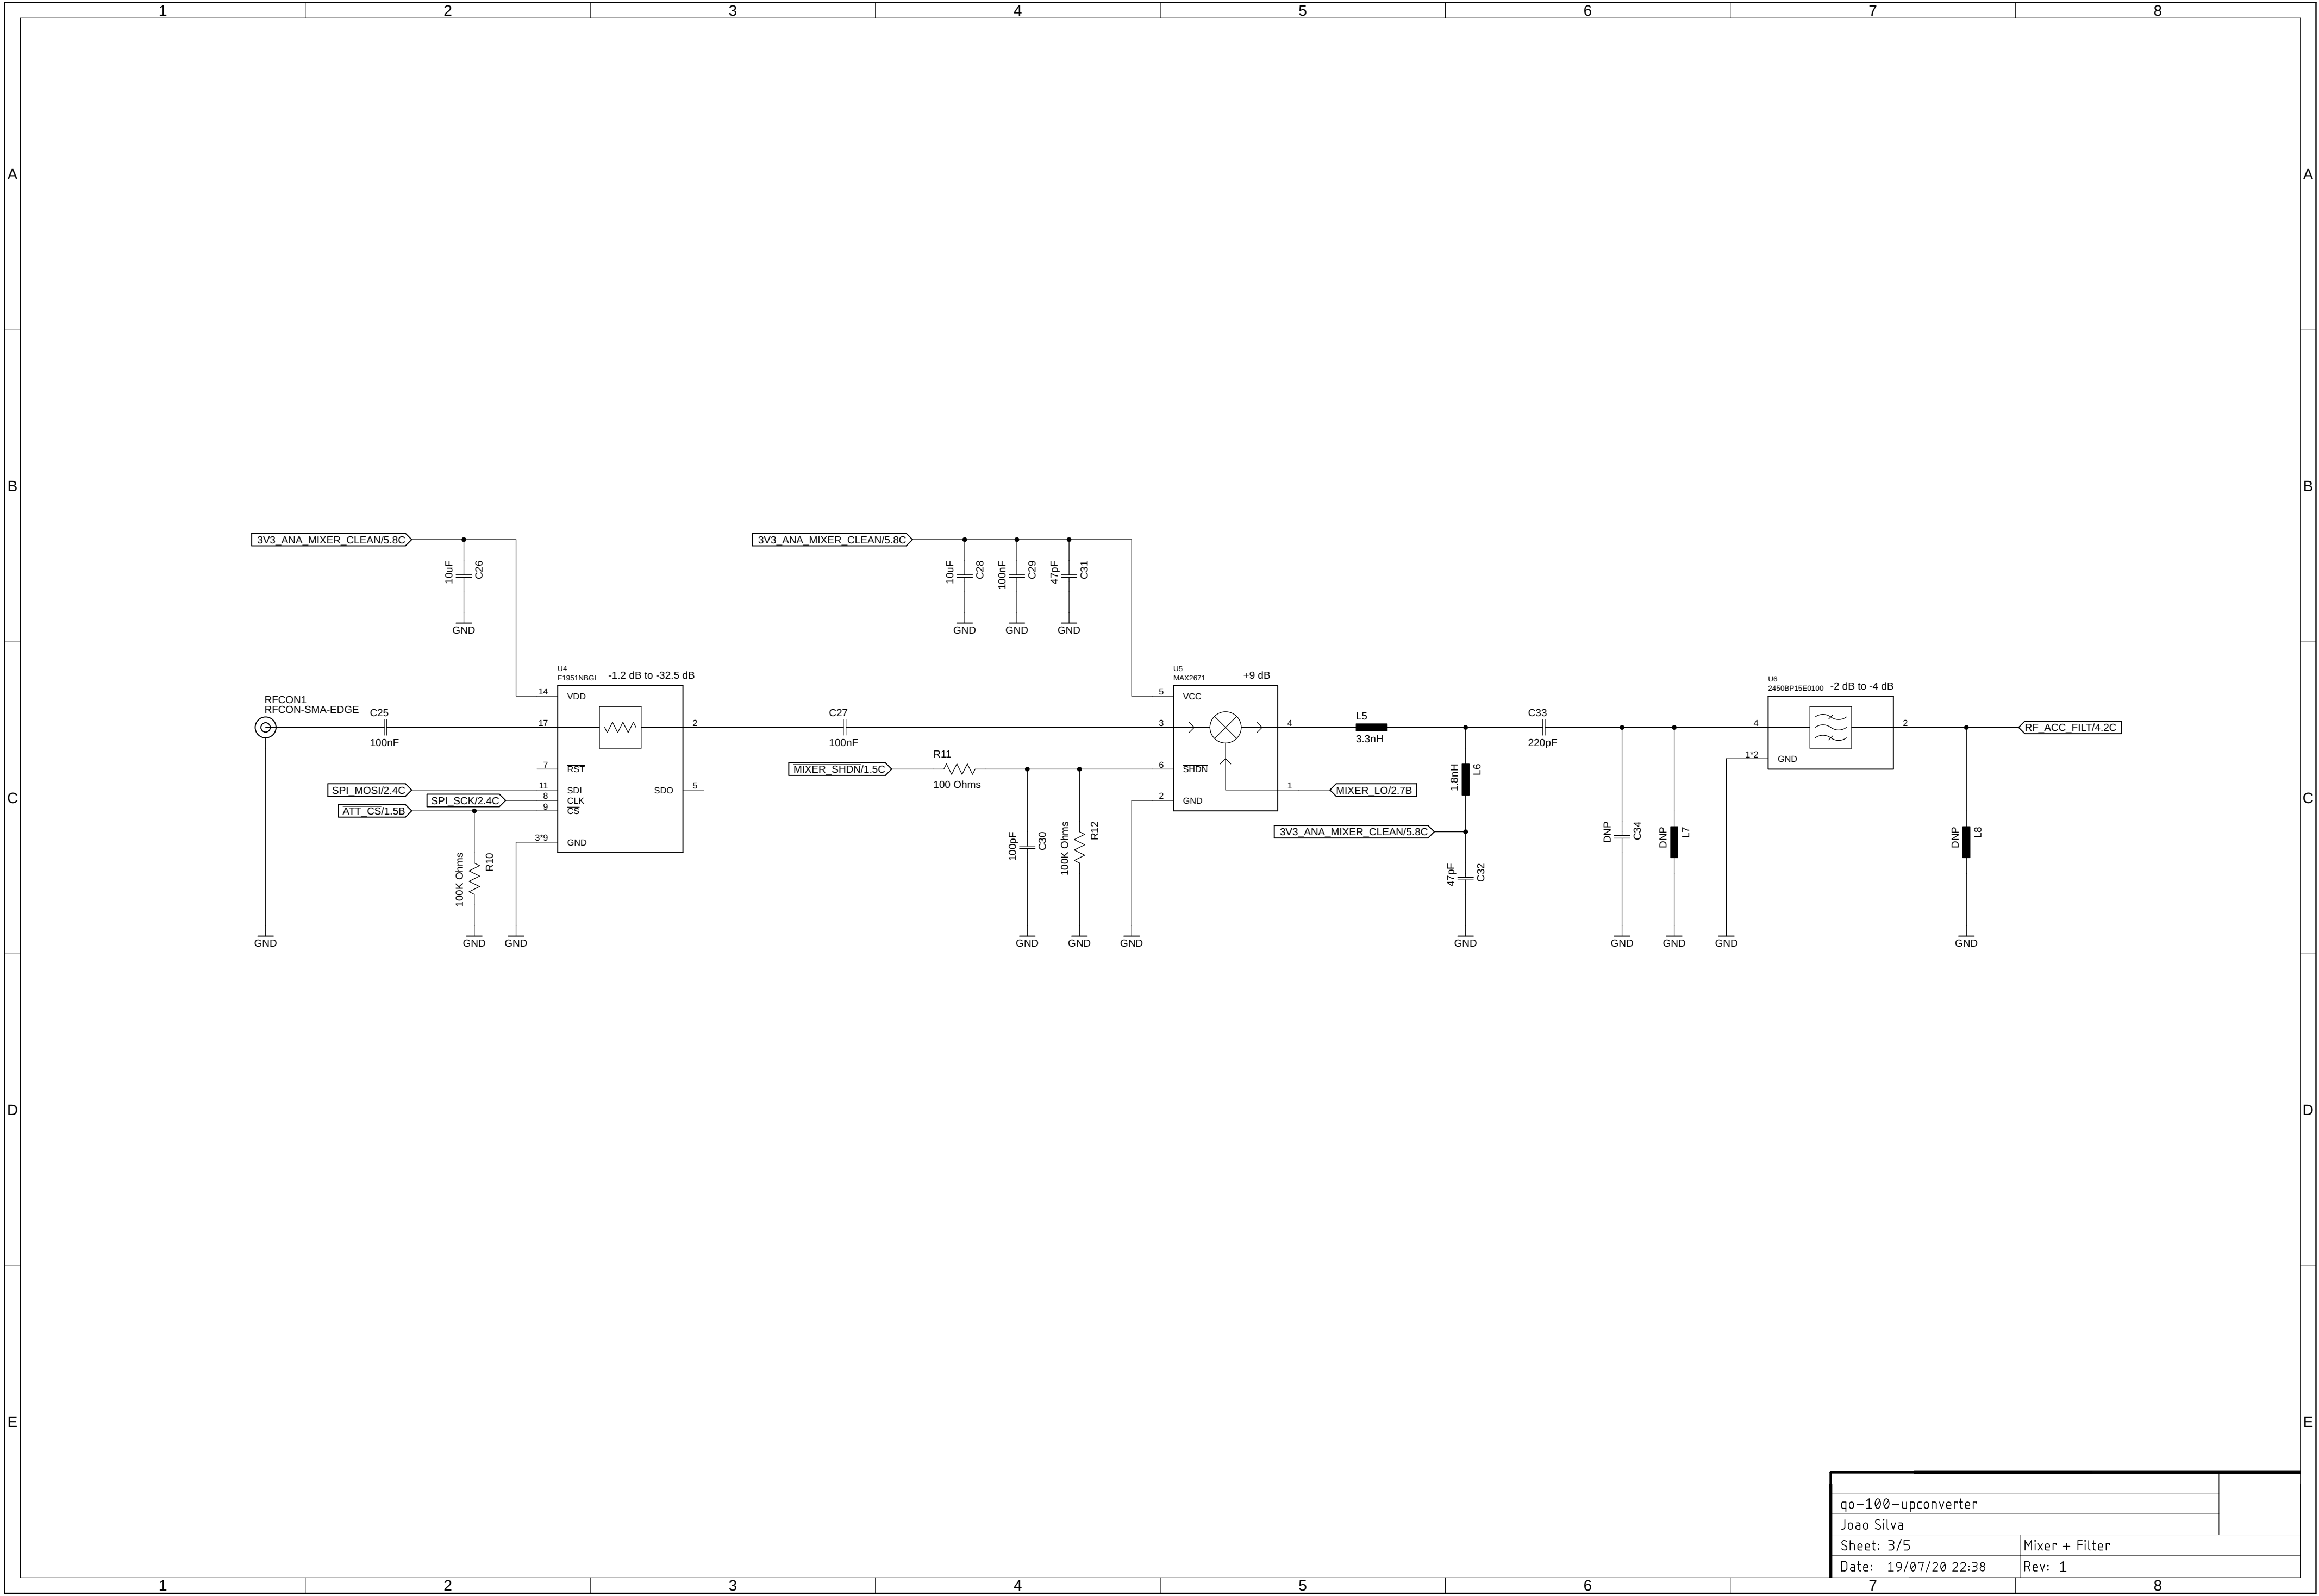 1 2 3 4 5 6 7 8
A A
B B
3V3_ANA_MIXER_CLEAN/5.8C
10uF C26
GND
3V3_ANA_MIXER_CLEAN/5.8C
10uF C28
100nF C29
47pF C31
GND GND GND
C C
RFCON1
RFCON-SMA-EDGE
GND
C25
100nF
SPI_MOSI/2.4C
SPI_SCK/2.4C
ATT_CS/1.5B
100K Ohms R10
GND GND
U4
F1951NBGI -1.2 dB to -32.5 dB
14 VDD
17 2
7 RST
11 SDI SDO 5
8 CLK
9 CS
3*9 GND
C27
100nF
MIXER_SHDN/1.5C
R11
100 Ohms
100pF C30
100K Ohms R12
GND GND GND
U5
MAX2671 +9 dB
5 VCC
3 4
6 SHDN
1
2 GND
MIXER_LO/2.7B
L5
3.3nH
1.8nH L6
3V3_ANA_MIXER_CLEAN/5.8C
47pF C32
GND
C33
220pF
DNP C34
DNP L7
GND GND GND
U6
2450BP15E0100 -2 dB to -4 dB
4 2
1*2 GND
DNP L8
GND
RF_ACC_FILT/4.2C
D D
E E
qo-100-upconverter
Joao Silva
Sheet: 3/5 Mixer + Filter
Date: 19/07/20 22:38 Rev: 1
1 2 3 4 5 6 7 8